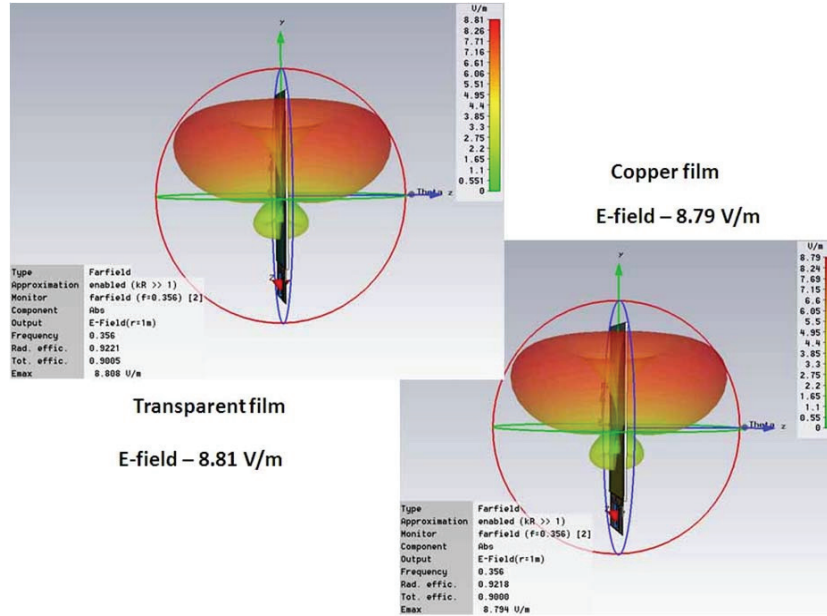 V/m
8.81
8.26
7.71
7.16
6.61
6.06
5.51
4.95
4.4
3.85
3.3
2.75
2.2
1.65
1.1
0.551
0
y
Theta z
Type Farfield
Approximation enabled (kR >> 1)
Monitor farfield (f=0.356) [2]
Component Abs
Output E-Field(r=1m)
Frequency 0.356
Rad. effic. 0.9221
Tot. effic. 0.9005
Emax 8.808 V/m
Transparent film
E-field – 8.81 V/m
Copper film
E-field – 8.79 V/m
V/m
8.79
8.24
7.69
7.15
6.6
6.05
5.5
4.95
4.4
3.85
3.3
2.75
2.2
1.65
1.1
0.55
0
y
Theta z
Type Farfield
Approximation enabled (kR >> 1)
Monitor farfield (f=0.356) [2]
Component Abs
Output E-Field(r=1m)
Frequency 0.356
Rad. effic. 0.9218
Tot. effic. 0.9000
Emax 8.794 V/m